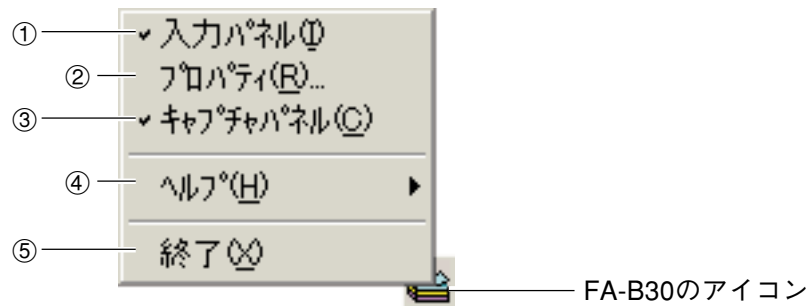 ① ✓入力パネル(I)
② プロパティ(R)...
③ ✓キャプチャパネル(C)
④ ヘルプ(H) ▶
⑤ 終了(X)
FA-B30のアイコン